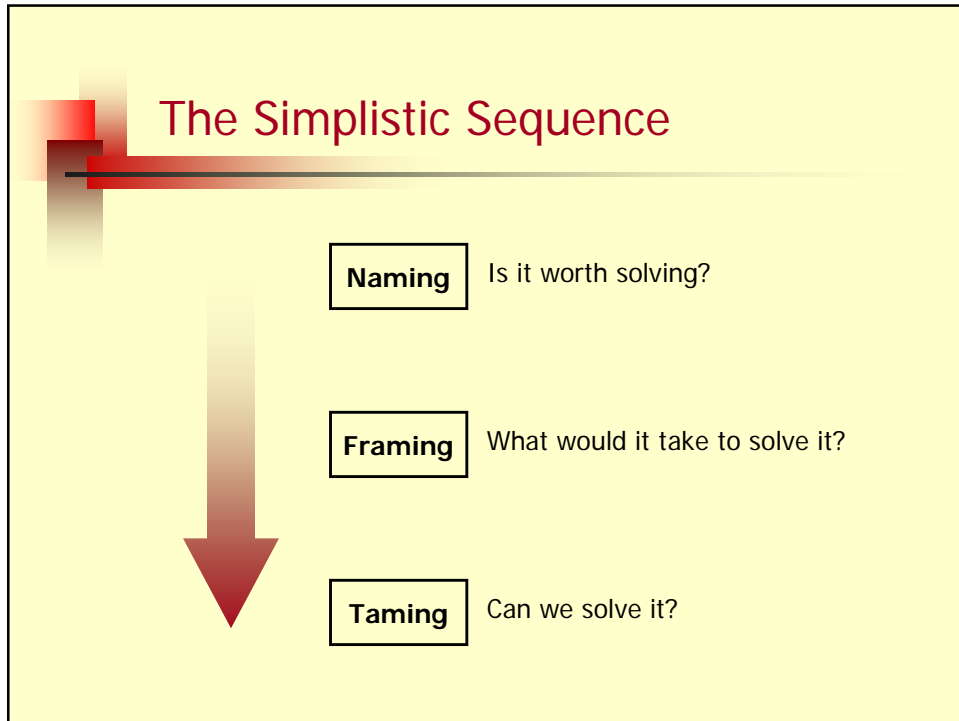 The Simplistic Sequence
Naming Is it worth solving?
Framing What would it take to solve it?
Taming Can we solve it?